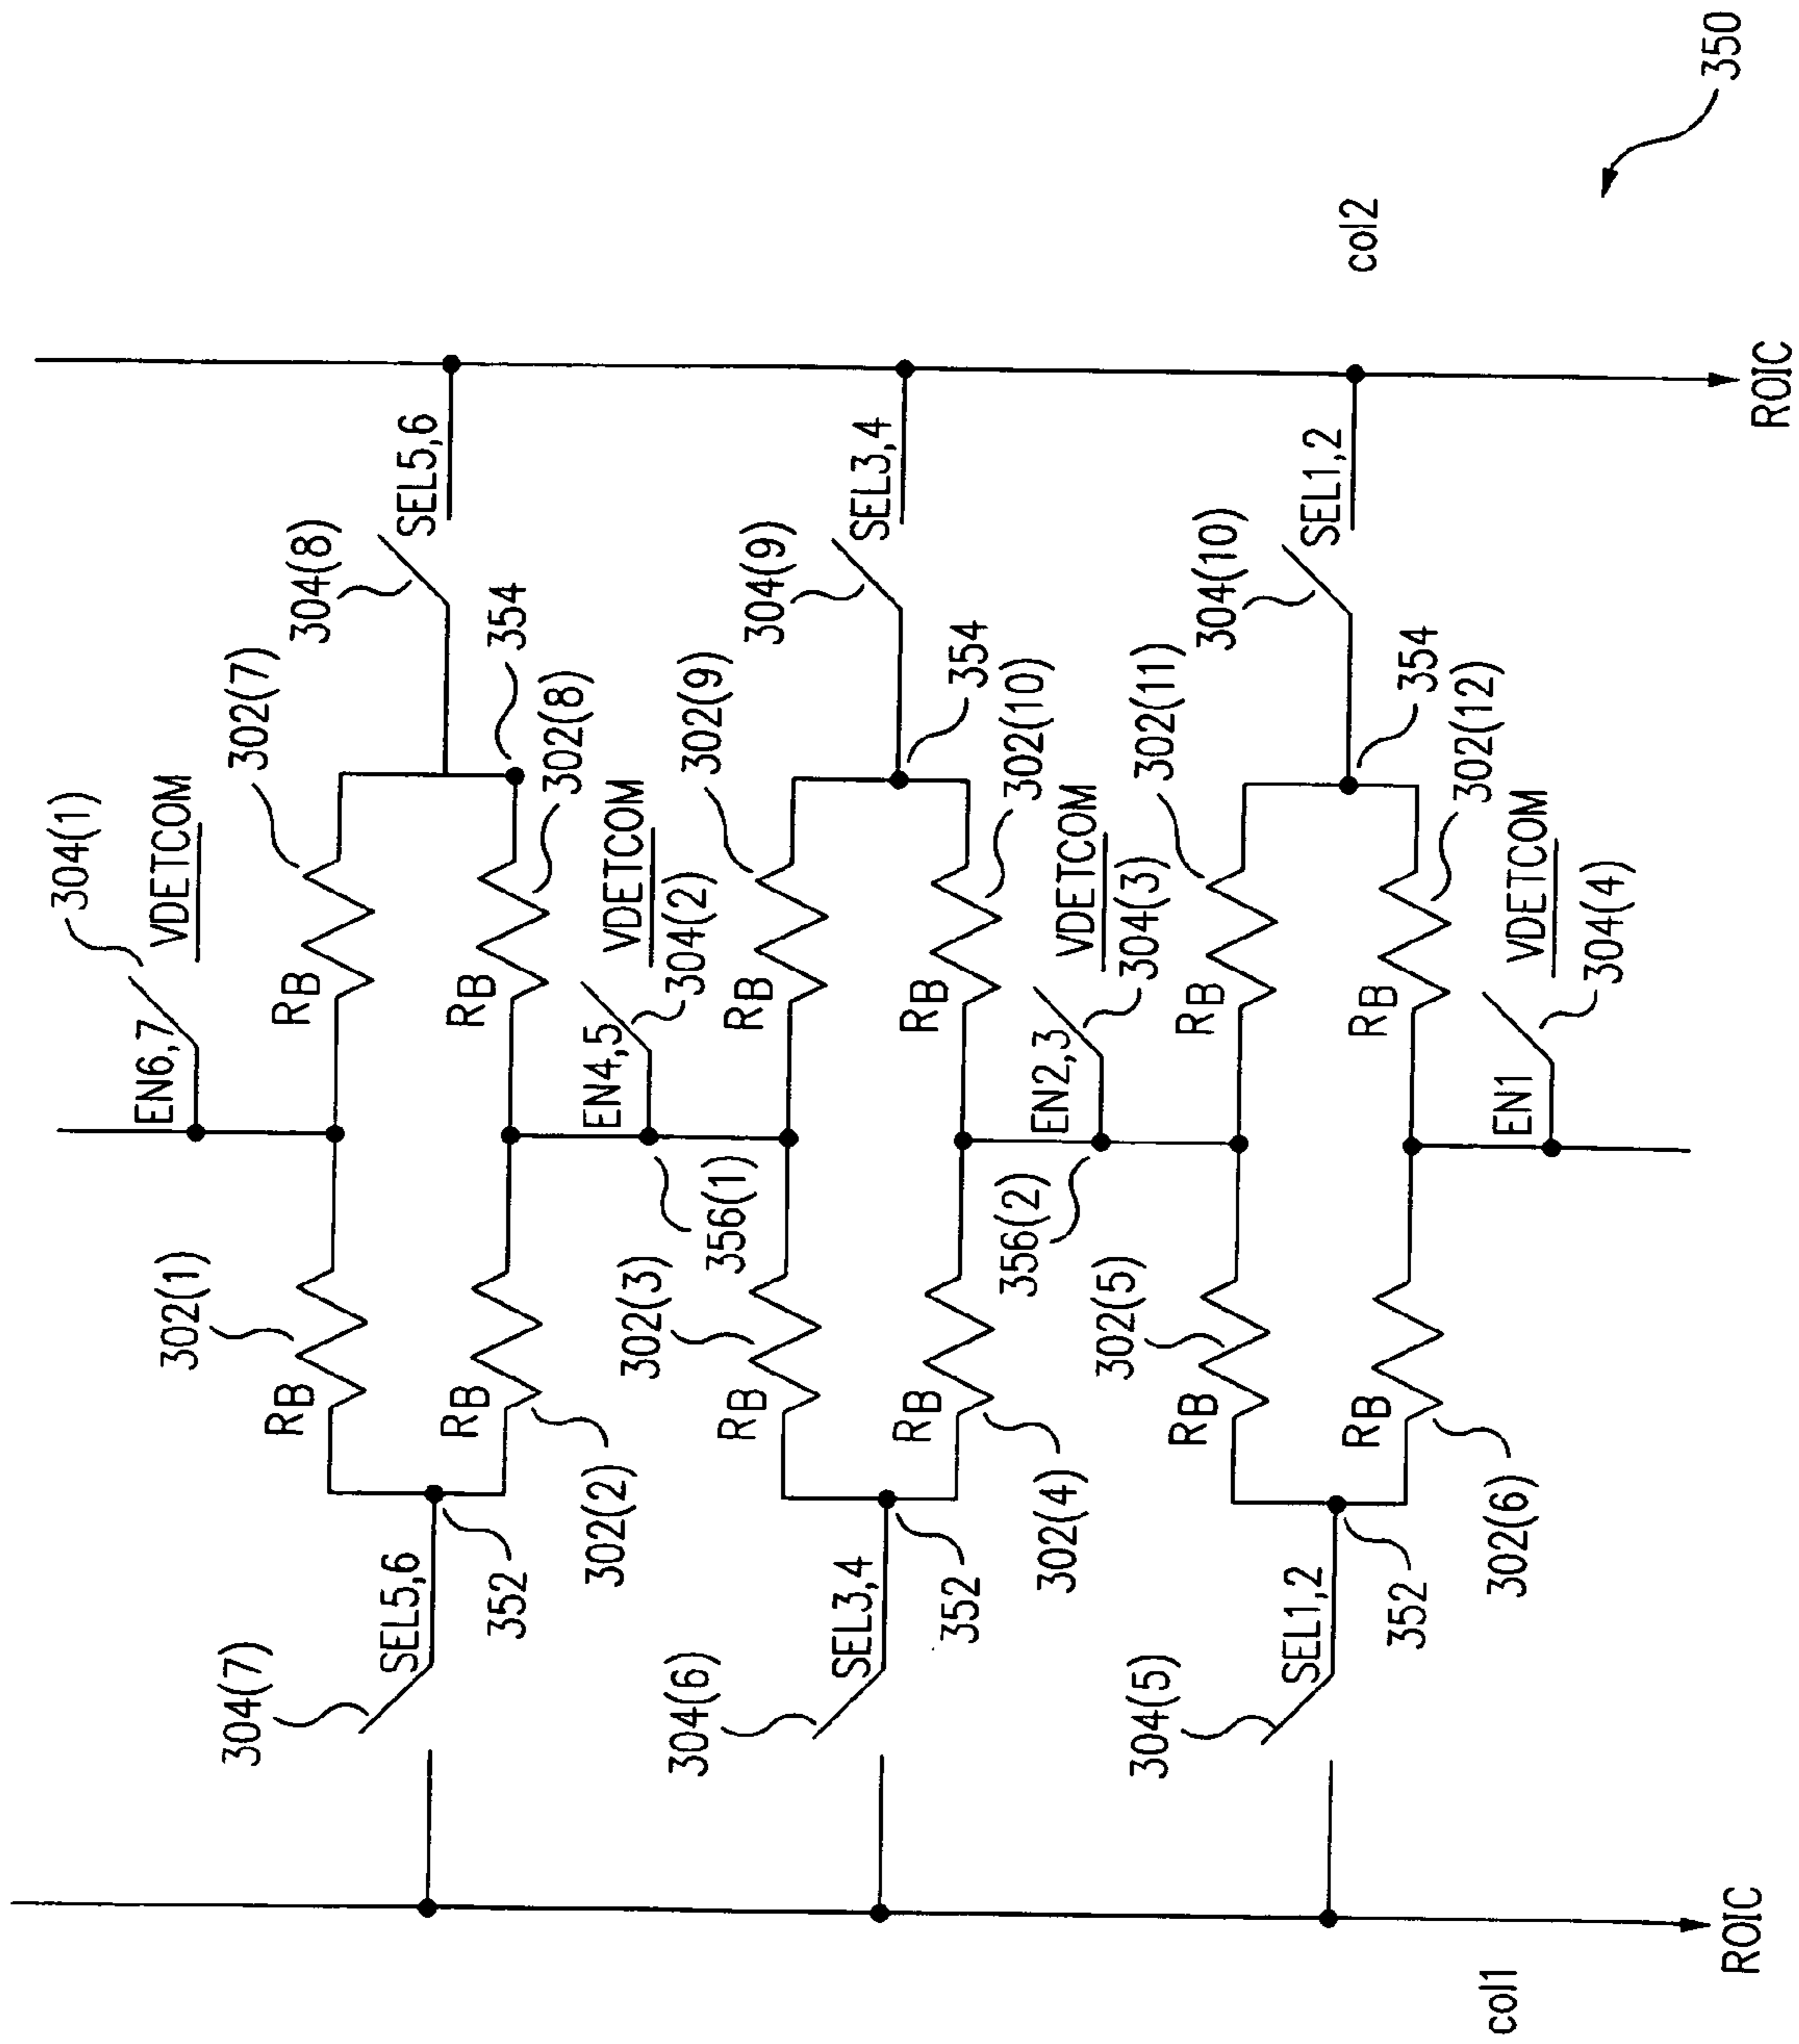 304(1)
EN6,7
VDETCOM
302(1)
RB
302(7)
RB
304(8)
SEL5,6
304(7)
SEL5,6
352
302(2)
RB
RB
302(8)
354
EN4,5
VDETCOM
304(2)
356(1)
302(3)
RB
302(9)
RB
304(9)
SEL3,4
304(6)
SEL3,4
352
302(4)
RB
RB
302(10)
354
EN2,3
VDETCOM
304(3)
356(2)
302(5)
RB
302(11)
RB
304(10)
SEL1,2
304(5)
SEL1,2
352
302(6)
RB
RB
302(12)
354
EN1
VDETCOM
304(4)
col1
ROIC
col2
ROIC
350